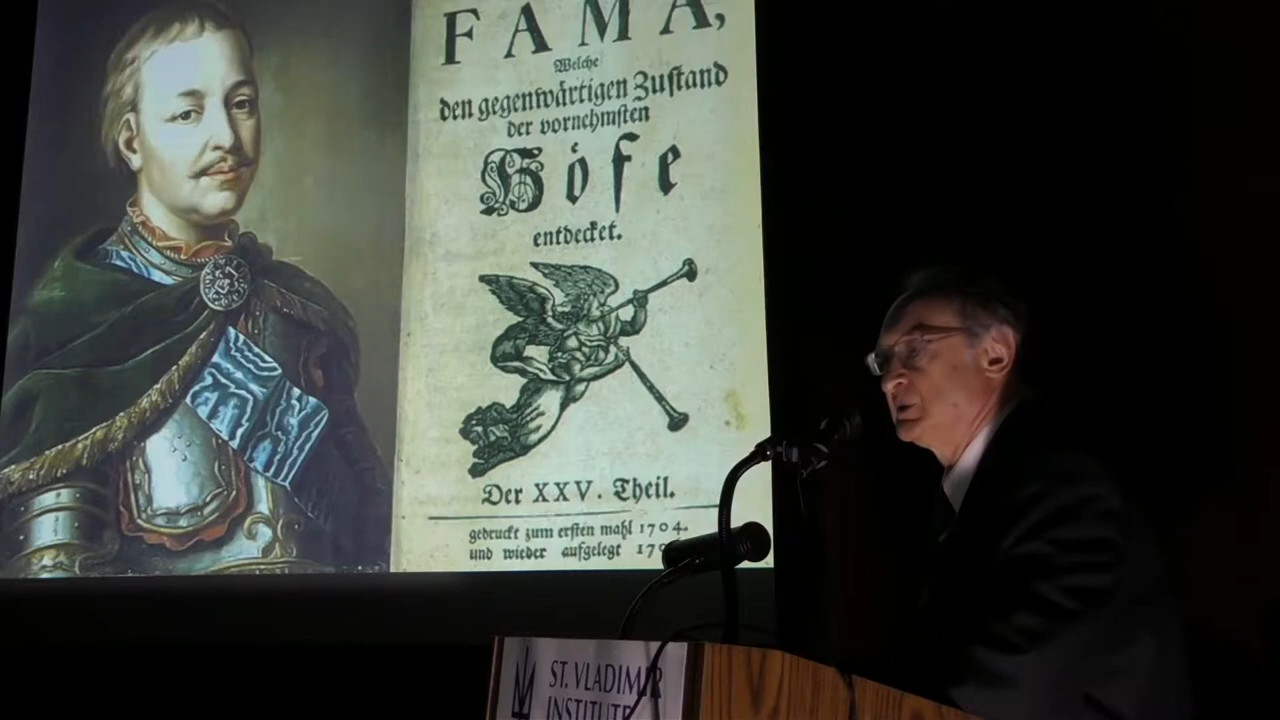 FAMA,
Welche
den gegenwärtigen Zustand
der vornehmsten
Höfe
entdecket.
Der XXV. Theil.
gedruckt zum ersten mahl 1704.
und wieder aufgelegt
ST. VLADIMIR
INSTITUTE